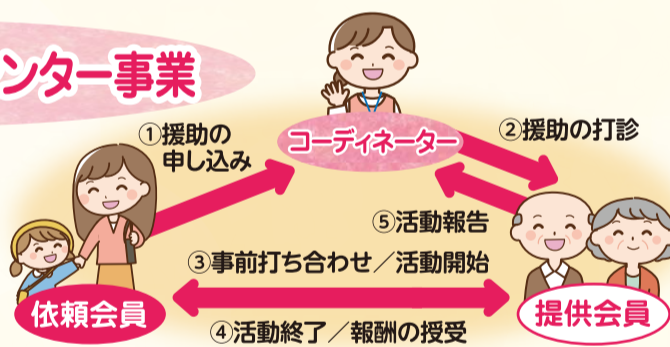 ンター事業
①援助の
申し込み
コーディネーター
②援助の打診
⑤活動報告
③事前打ち合わせ／活動開始
依頼会員
提供会員
④活動終了／報酬の授受